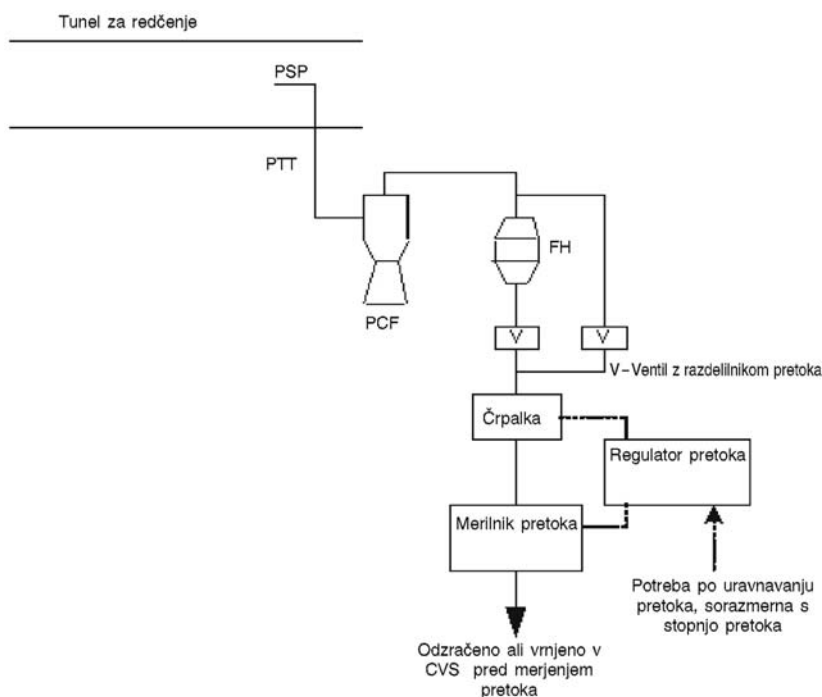 Tunel za redčenje
PSP
PTT
FH
PCF
V
V
V – Ventil z razdelilnikom pretoka
Črpalka
Regulator pretoka
Merilnik pretoka
Potreba po uravnavanju
pretoka, sorazmerna s
stopnjo pretoka
Odzračeno ali vrnjeno v
CVS pred merjenjem
pretoka